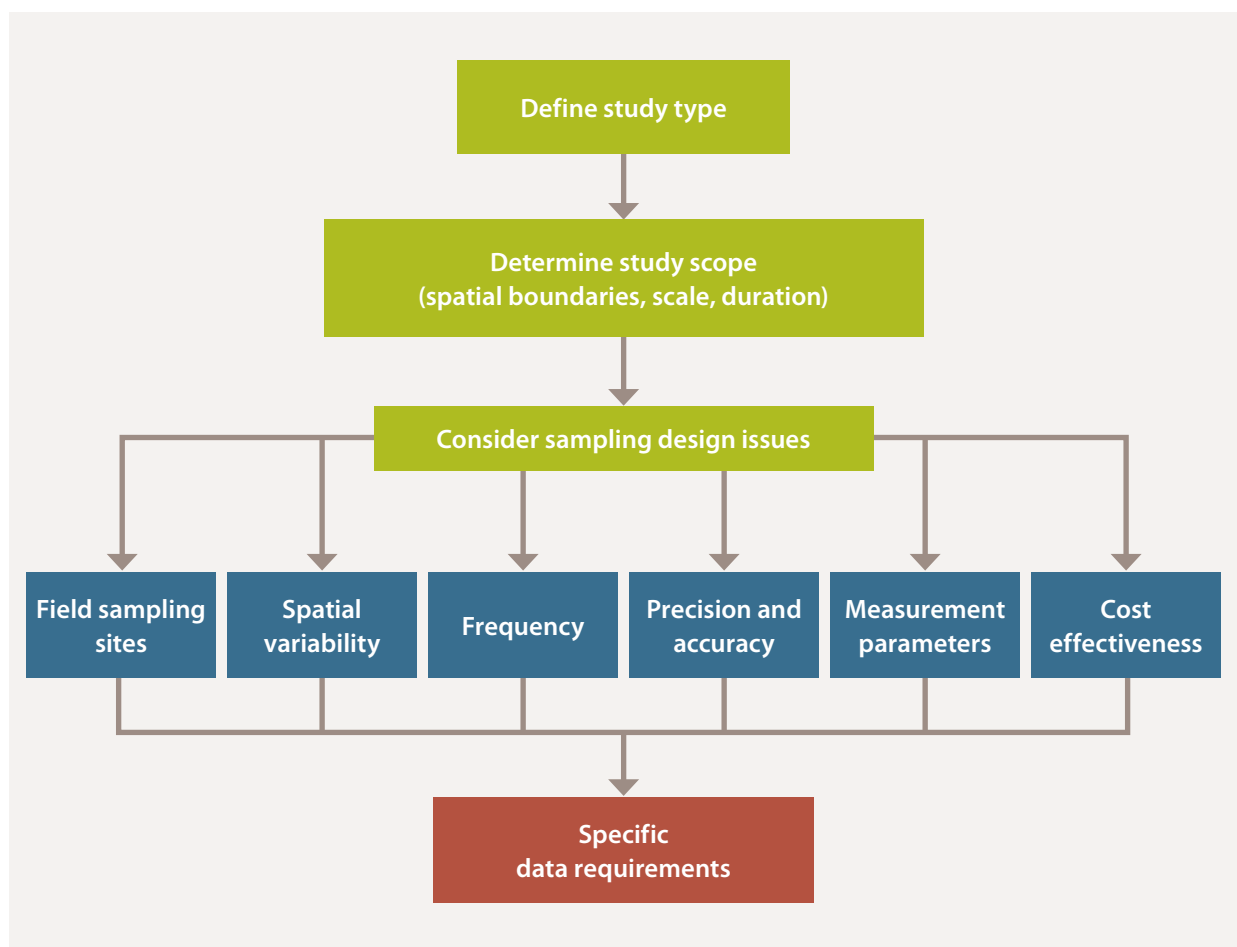 Define study type
Determine study scope
(spatial boundaries, scale, duration)
Consider sampling design issues
Field sampling
sites
Spatial
variability
Frequency
Precision and
accuracy
Measurement
parameters
Cost
effectiveness
Specific
data requirements